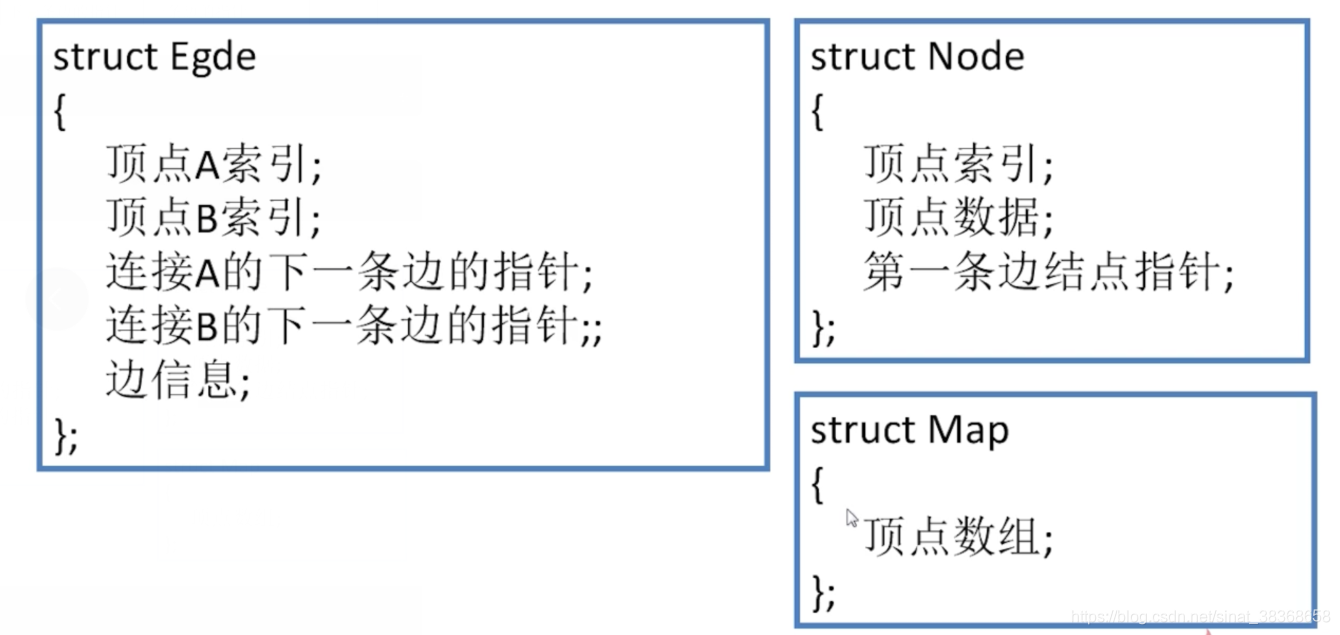 struct Egde
{
顶点A索引;
顶点B索引;
连接A的下一条边的指针;
连接B的下一条边的指针;;
边信息;
};
struct Node
{
顶点索引;
顶点数据;
第一条边结点指针;
};
struct Map
{
顶点数组;
};
https://blog.csdn.net/sinat_38368658